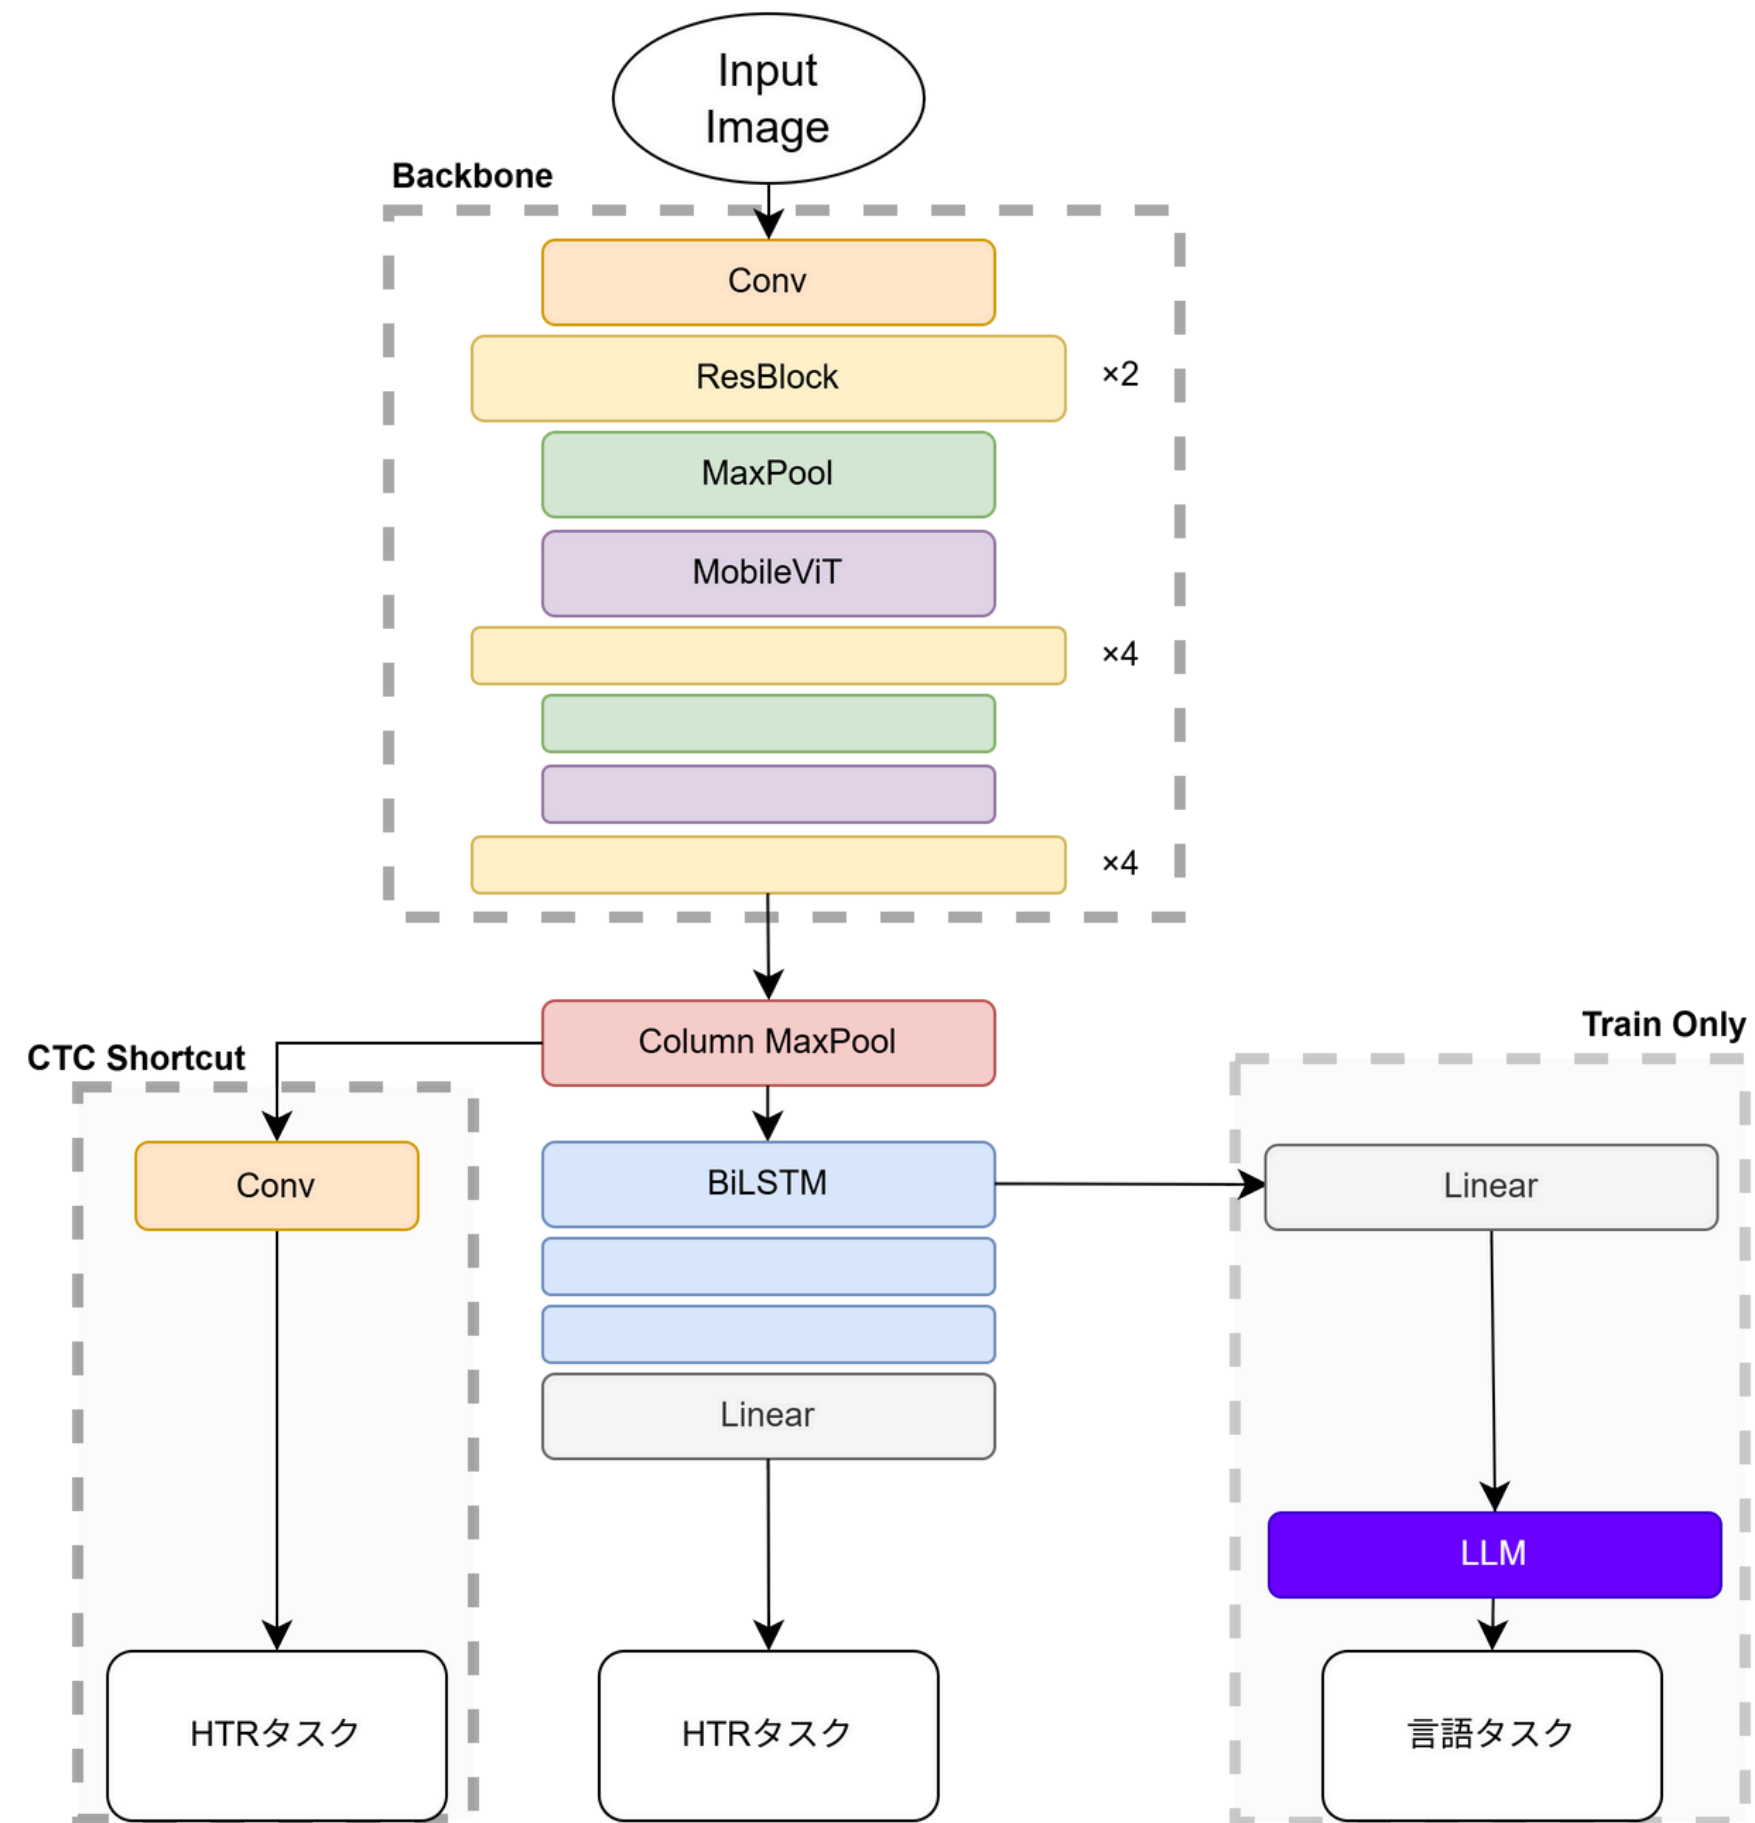 Input
Image
Backbone
Conv
ResBlock
×2
MaxPool
MobileViT
×4
×4
Column MaxPool
CTC Shortcut
Train Only
Conv
BiLSTM
Linear
Linear
LLM
HTRタスク
HTRタスク
言語タスク